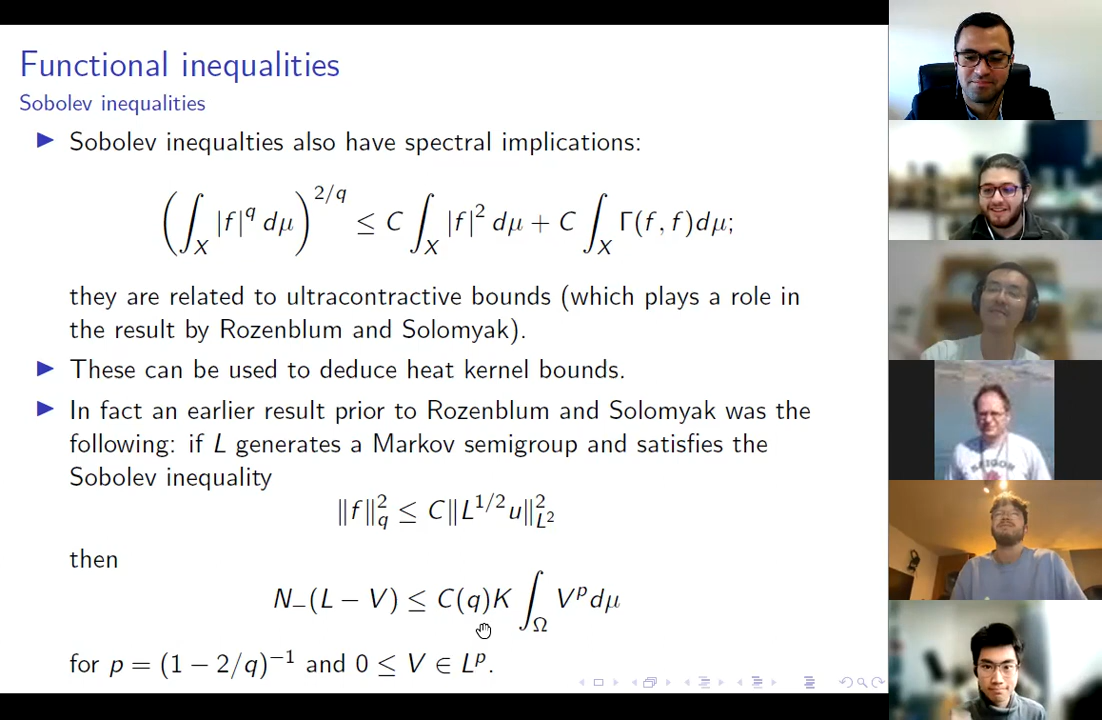 Functional inequalities
Sobolev inequalities
▶ Sobolev inequalties also have spectral implications:
(∫_X |f|^q dμ)^{2/q} ≤ C ∫_X |f|^2 dμ + C ∫_X Γ(f, f)dμ;
they are related to ultracontractive bounds (which plays a role in
the result by Rozenblum and Solomyak).
▶ These can be used to deduce heat kernel bounds.
▶ In fact an earlier result prior to Rozenblum and Solomyak was the
following: if L generates a Markov semigroup and satisfies the
Sobolev inequality
‖f‖_q^2 ≤ C‖L^{1/2}u‖_{L^2}^2
then
N_−(L − V) ≤ C(q)K ∫_Ω V^p dμ
for p = (1 − 2/q)^{−1} and 0 ≤ V ∈ L^p.